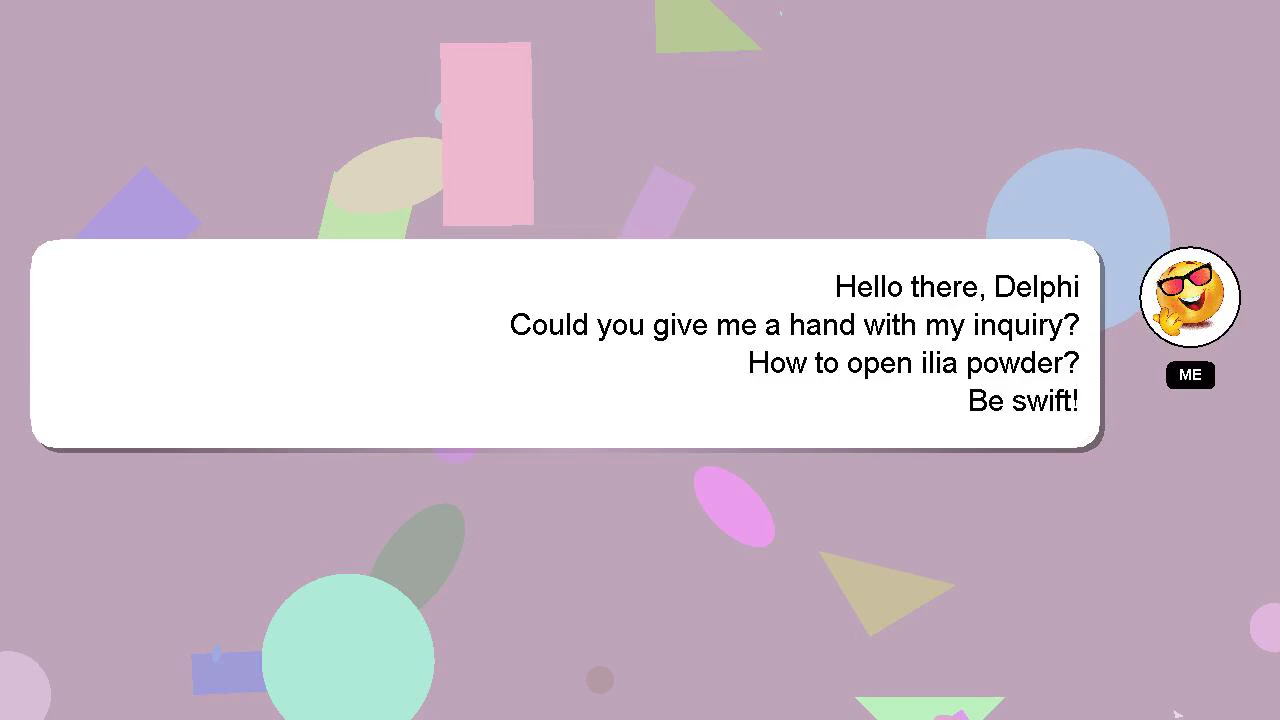 Hello there, Delphi
Could you give me a hand with my inquiry?
How to open ilia powder?
Be swift!
ME